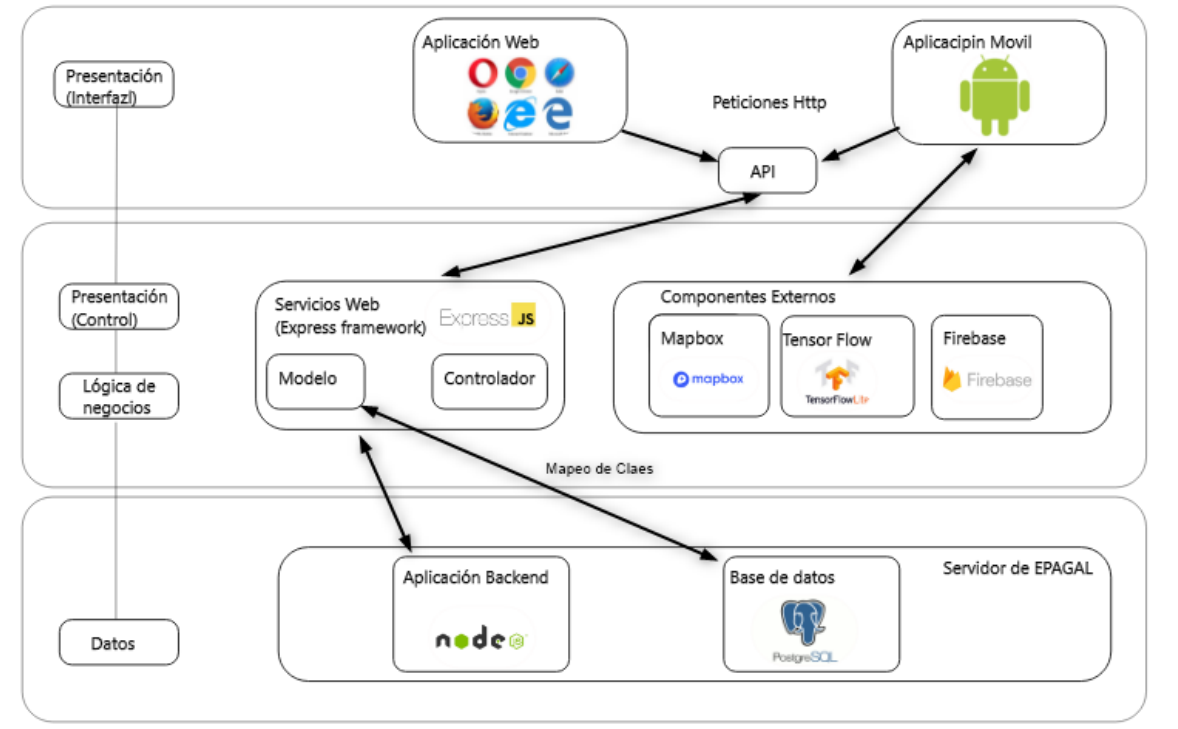 Aplicación Web
Aplicacipin Movil
Presentación
(Interfazl)
Peticiones Http
API
Presentación
(Control)
Servicios Web
(Express framework)
Express JS
Componentes Externos
Mapbox
mapbox
Tensor Flow
TensorFlowLite
Firebase
Firebase
Lógica de
negocios
Modelo
Controlador
Mapeo de Claes
Aplicación Backend
node
JS
Base de datos
PostgreSQL
Servidor de EPAGAL
Datos